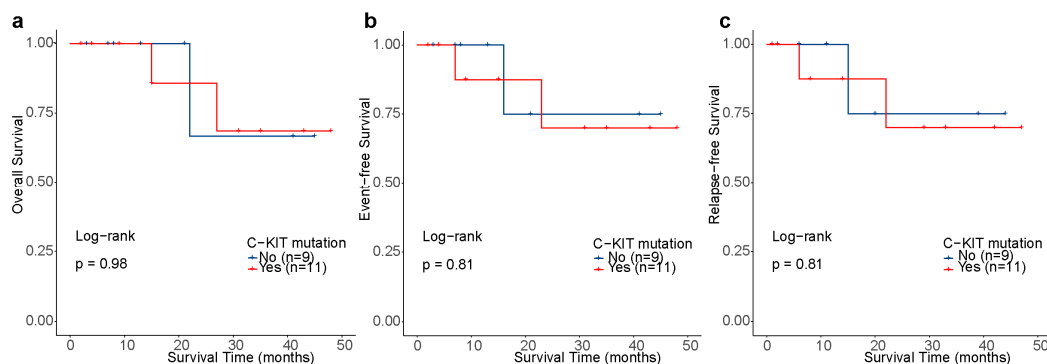 a
Overall Survival
1.00
0.75
0.50
0.25
0.00
Log-rank
p = 0.98
C-KIT mutation
No (n=9)
Yes (n=11)
0 10 20 30 40 50
Survival Time (months)
b
Event-free Survival
1.00
0.75
0.50
0.25
0.00
Log-rank
p = 0.81
C-KIT mutation
No (n=9)
Yes (n=11)
0 10 20 30 40 50
Survival Time (months)
c
Relapse-free Survival
1.00
0.75
0.50
0.25
0.00
Log-rank
p = 0.81
C-KIT mutation
No (n=9)
Yes (n=11)
0 10 20 30 40 50
Survival Time (months)